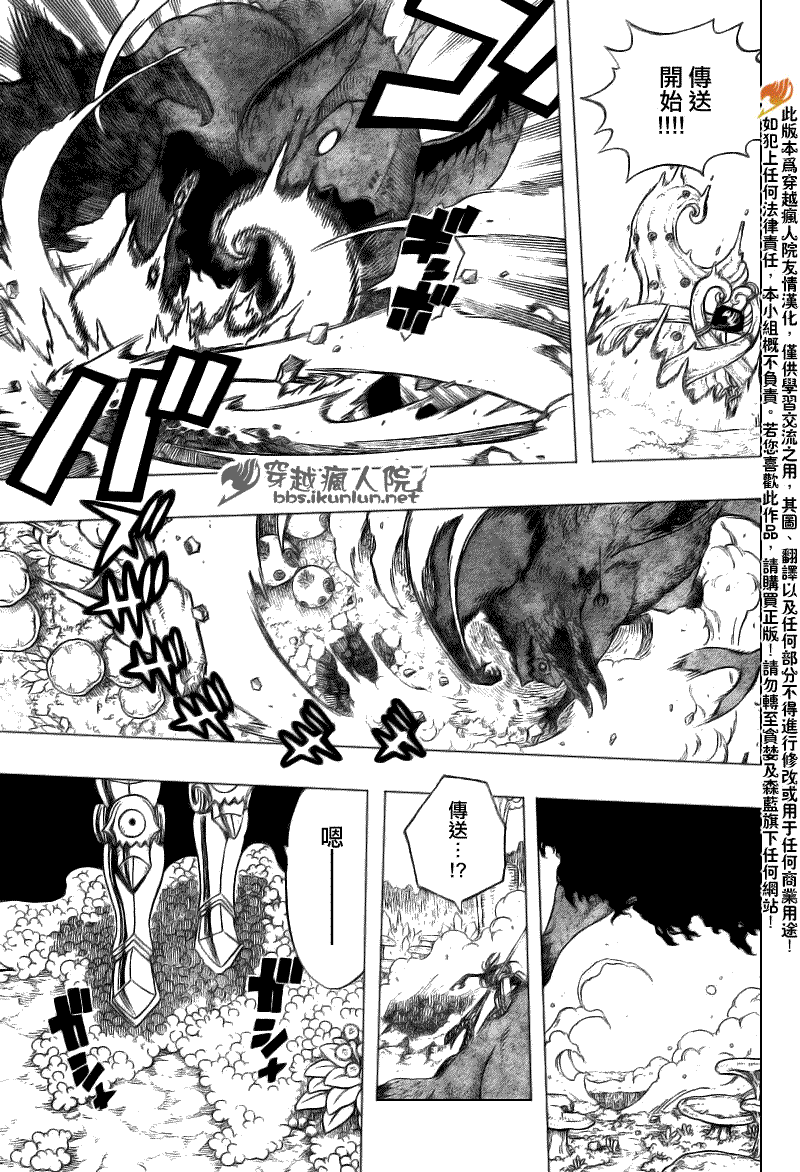 傳送
開始!!!!
ゴゴ
ガシャ
ババ
傳送…!?
嗯——
ガシャ
ガシャ
穿越瘋人院
bbs.ikunlun.net
此版本爲穿越瘋人院友情漢化，僅供學習交流之用，其圖、翻譯以及任何部分不得進行修改或用于任何商業用途！
如犯上任何法律責任，本小組概不負責。若您喜歡此作品，請購買正版！請勿轉至貪婪及森藍旗下任何網站！